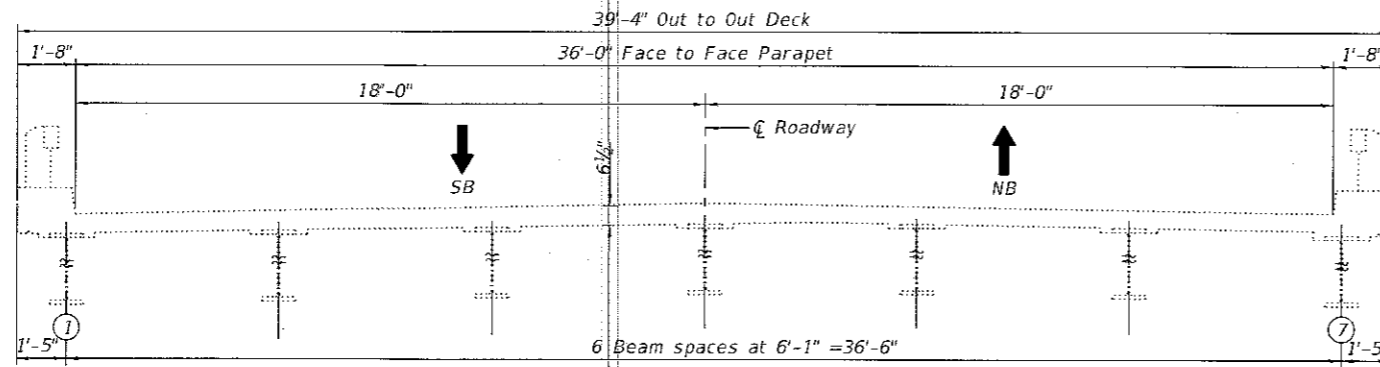 39'-4" Out to Out Deck
1'-8" 36'-0" Face to Face Parapet 1'-8"
18'-0" 18'-0"
℄ Roadway
6½"
SB NB
1 7
1'-5" 6 Beam spaces at 6'-1" =36'-6" 1'-5